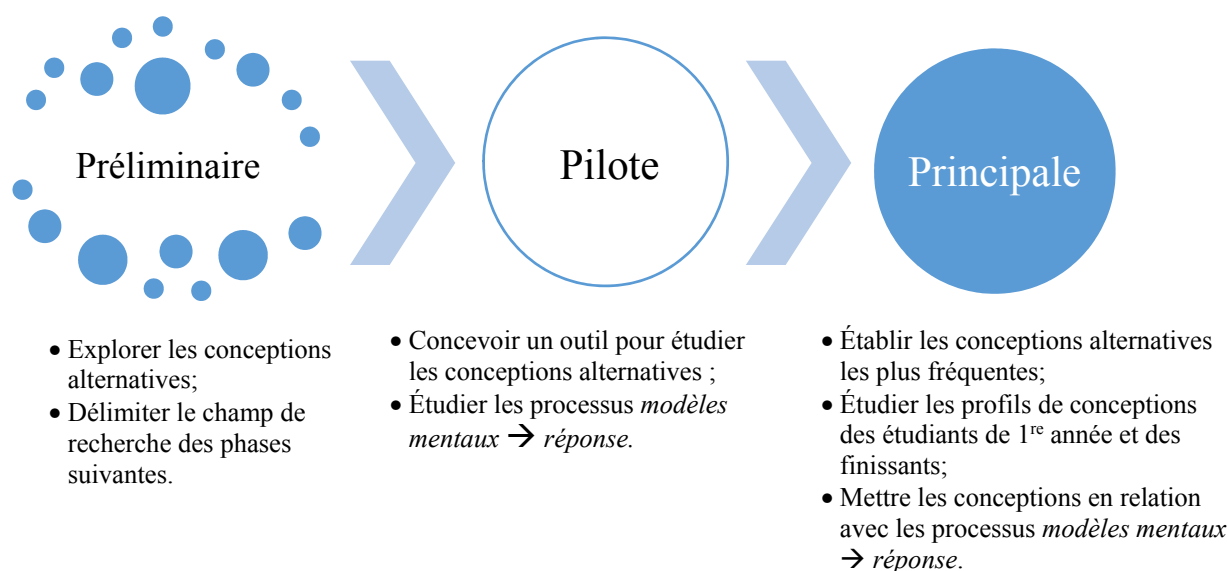 Préliminaire
Pilote
Principale
• Explorer les conceptions
alternatives;
• Délimiter le champ de
recherche des phases
suivantes.
• Concevoir un outil pour étudier
les conceptions alternatives ;
• Étudier les processus modèles
mentaux → réponse.
• Établir les conceptions alternatives
les plus fréquentes;
• Étudier les profils de conceptions
des étudiants de 1re année et des
finissants;
• Mettre les conceptions en relation
avec les processus modèles mentaux
→ réponse.